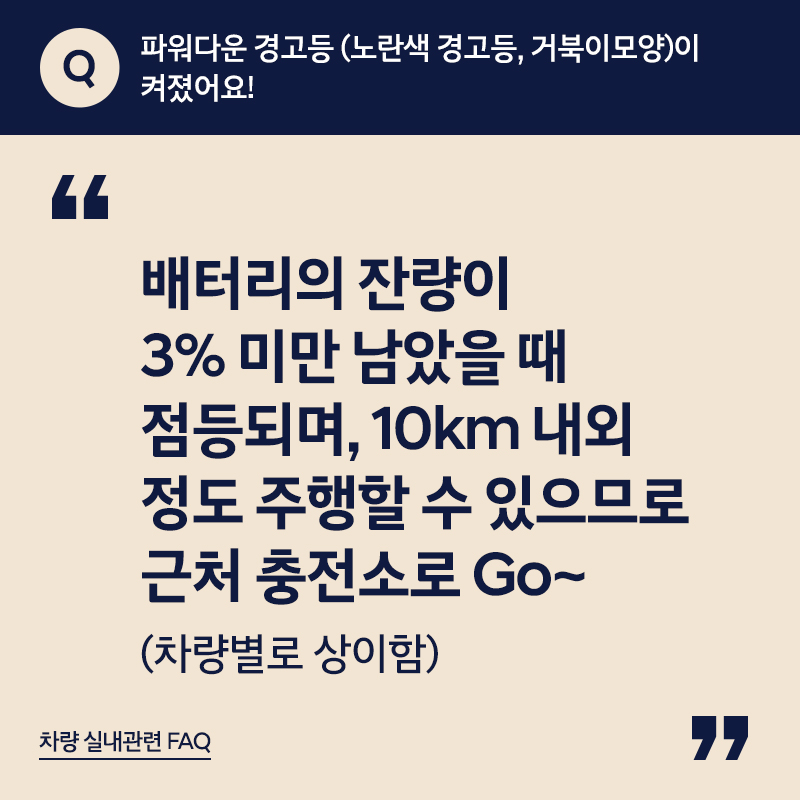 Q
파워다운 경고등 (노란색 경고등, 거북이모양)이
켜졌어요!
“
배터리의 잔량이
3% 미만 남았을 때
점등되며, 10km 내외
정도 주행할 수 있으므로
근처 충전소로 Go~
(차량별로 상이함)
”
차량 실내관련 FAQ